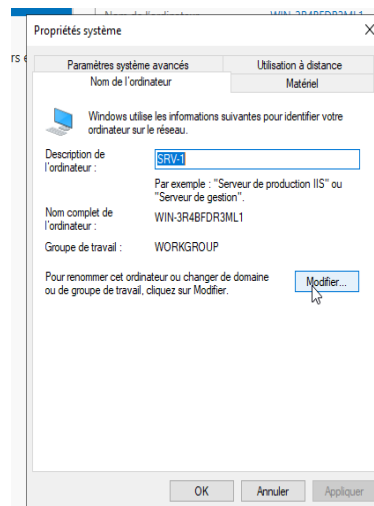 Propriétés système
Paramètres système avancés
Utilisation à distance
Nom de l'ordinateur
Matériel
Windows utilise les informations suivantes pour identifier votre
ordinateur sur le réseau.
Description de
l'ordinateur :
SRV-1
Par exemple : "Serveur de production IIS" ou
"Serveur de gestion".
Nom complet de
l'ordinateur :
WIN-3R4BFDR3ML1
Groupe de travail :
WORKGROUP
Pour renommer cet ordinateur ou changer de domaine
ou de groupe de travail, cliquez sur Modifier.
Modifier...
OK
Annuler
Appliquer